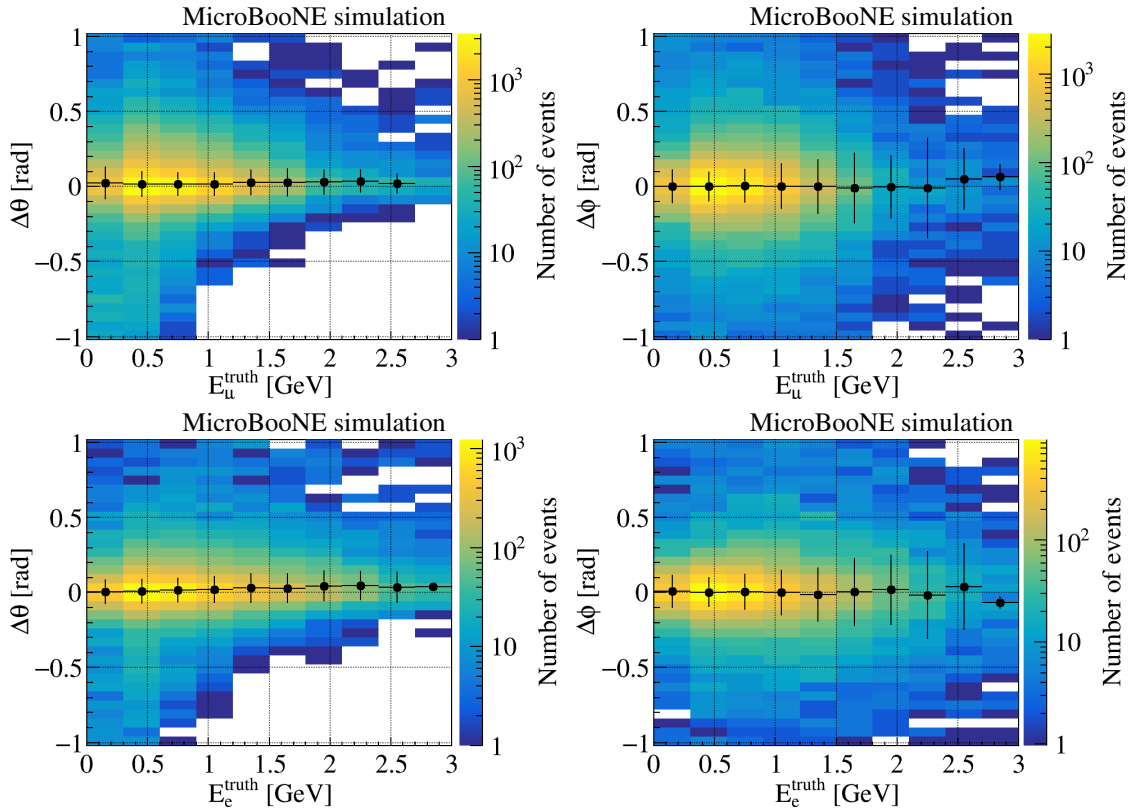 MicroBooNE simulation
1
0.5
0
−0.5
−1
Δθ [rad]
0 0.5 1 1.5 2 2.5 3
E_μ^truth [GeV]
10^3
10^2
10
1
Number of events
MicroBooNE simulation
1
0.5
0
−0.5
−1
Δϕ [rad]
0 0.5 1 1.5 2 2.5 3
E_μ^truth [GeV]
10^3
10^2
10
1
Number of events
MicroBooNE simulation
1
0.5
0
−0.5
−1
Δθ [rad]
0 0.5 1 1.5 2 2.5 3
E_e^truth [GeV]
10^3
10^2
10
1
Number of events
MicroBooNE simulation
1
0.5
0
−0.5
−1
Δϕ [rad]
0 0.5 1 1.5 2 2.5 3
E_e^truth [GeV]
10^2
10
1
Number of events